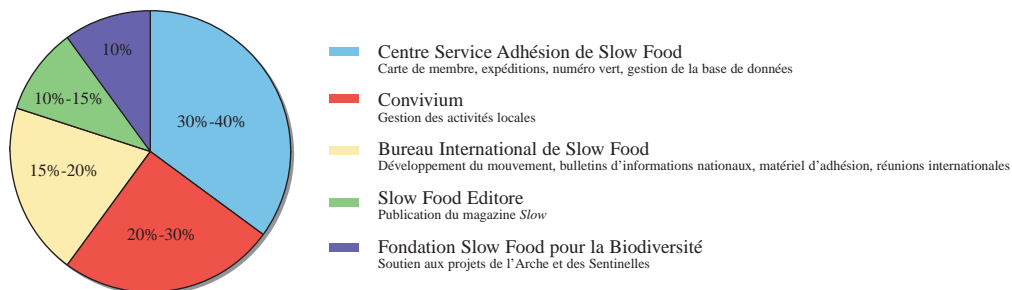 10%
10%-15%
30%-40%
15%-20%
20%-30%
Centre Service Adhésion de Slow Food
Carte de membre, expéditions, numéro vert, gestion de la base de données
Convivium
Gestion des activités locales
Bureau International de Slow Food
Développement du mouvement, bulletins d’informations nationaux, matériel d’adhésion, réunions internationales
Slow Food Editore
Publication du magazine Slow
Fondation Slow Food pour la Biodiversité
Soutien aux projets de l’Arche et des Sentinelles